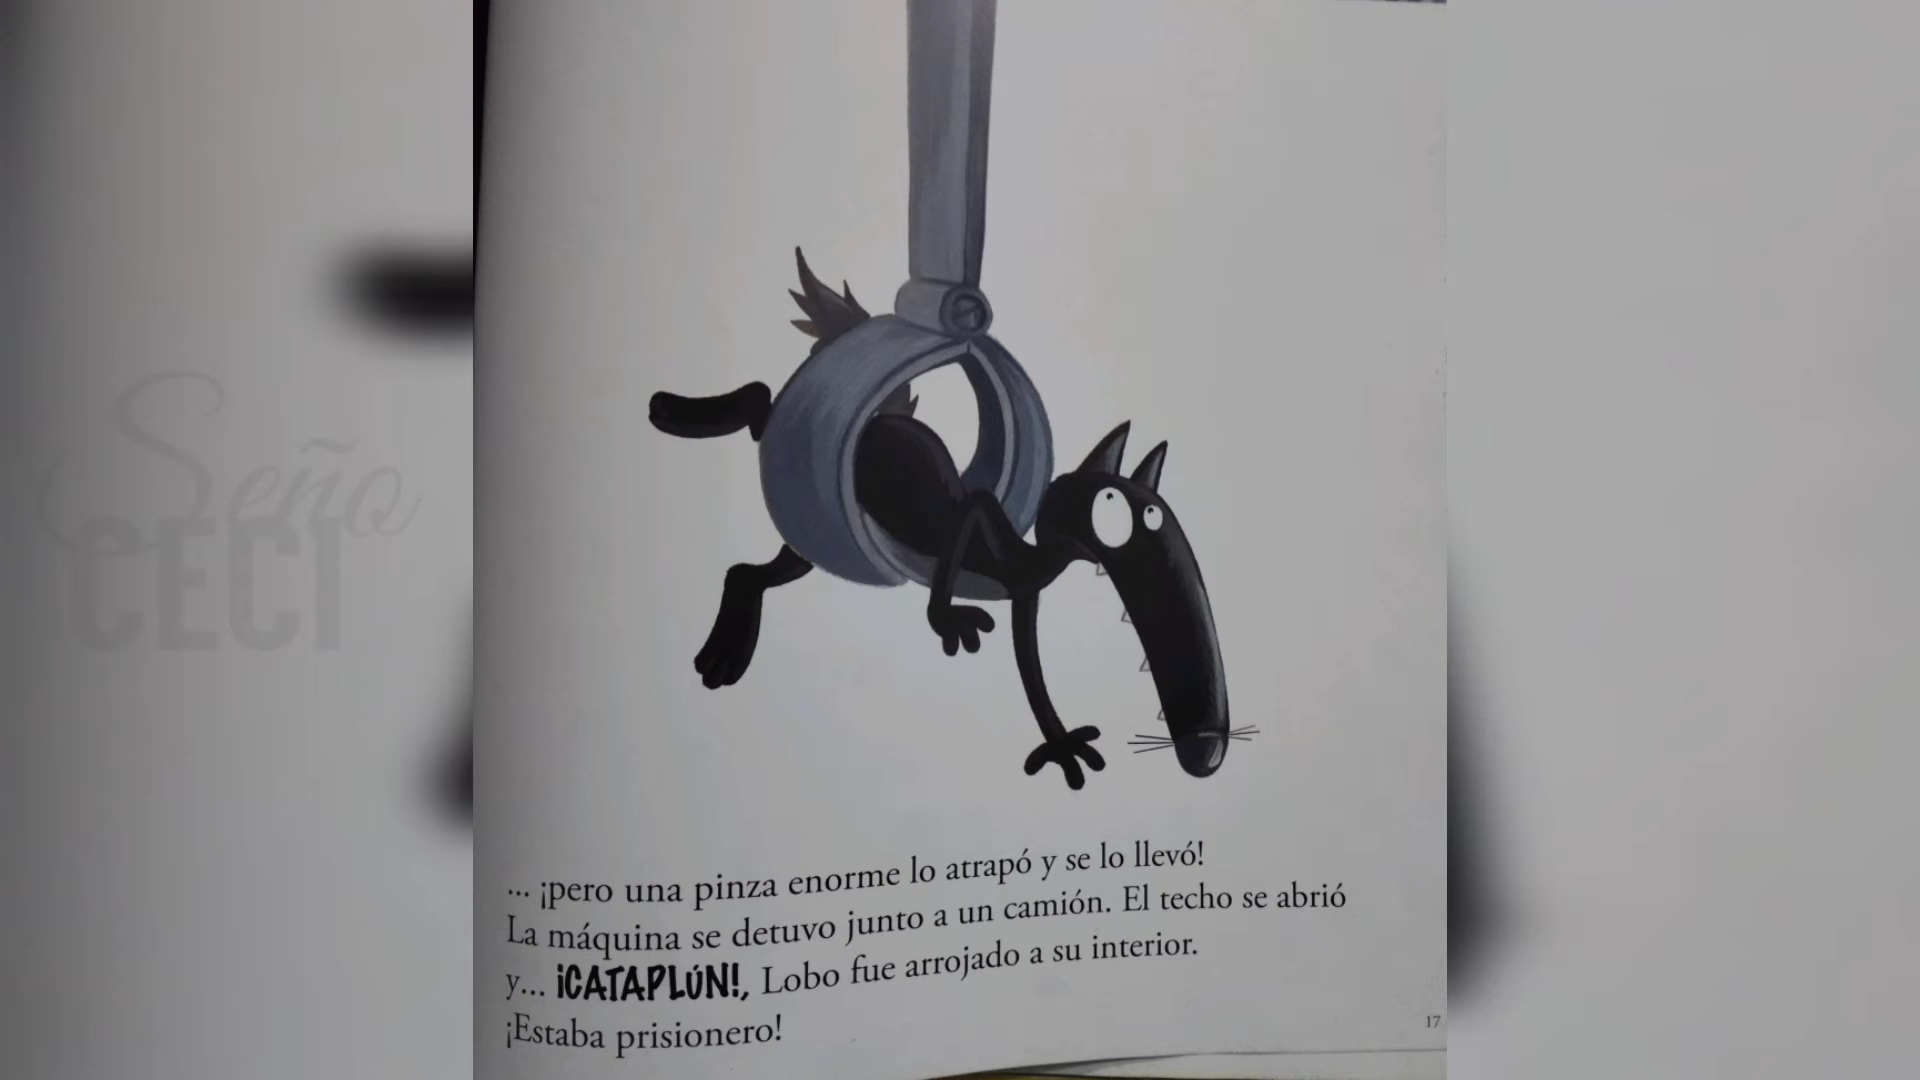 Seño
CECI
... ¡pero una pinza enorme lo atrapó y se lo llevó!
La máquina se detuvo junto a un camión. El techo se abrió
y... ¡CATAPLÚN!, Lobo fue arrojado a su interior.
¡Estaba prisionero!
17